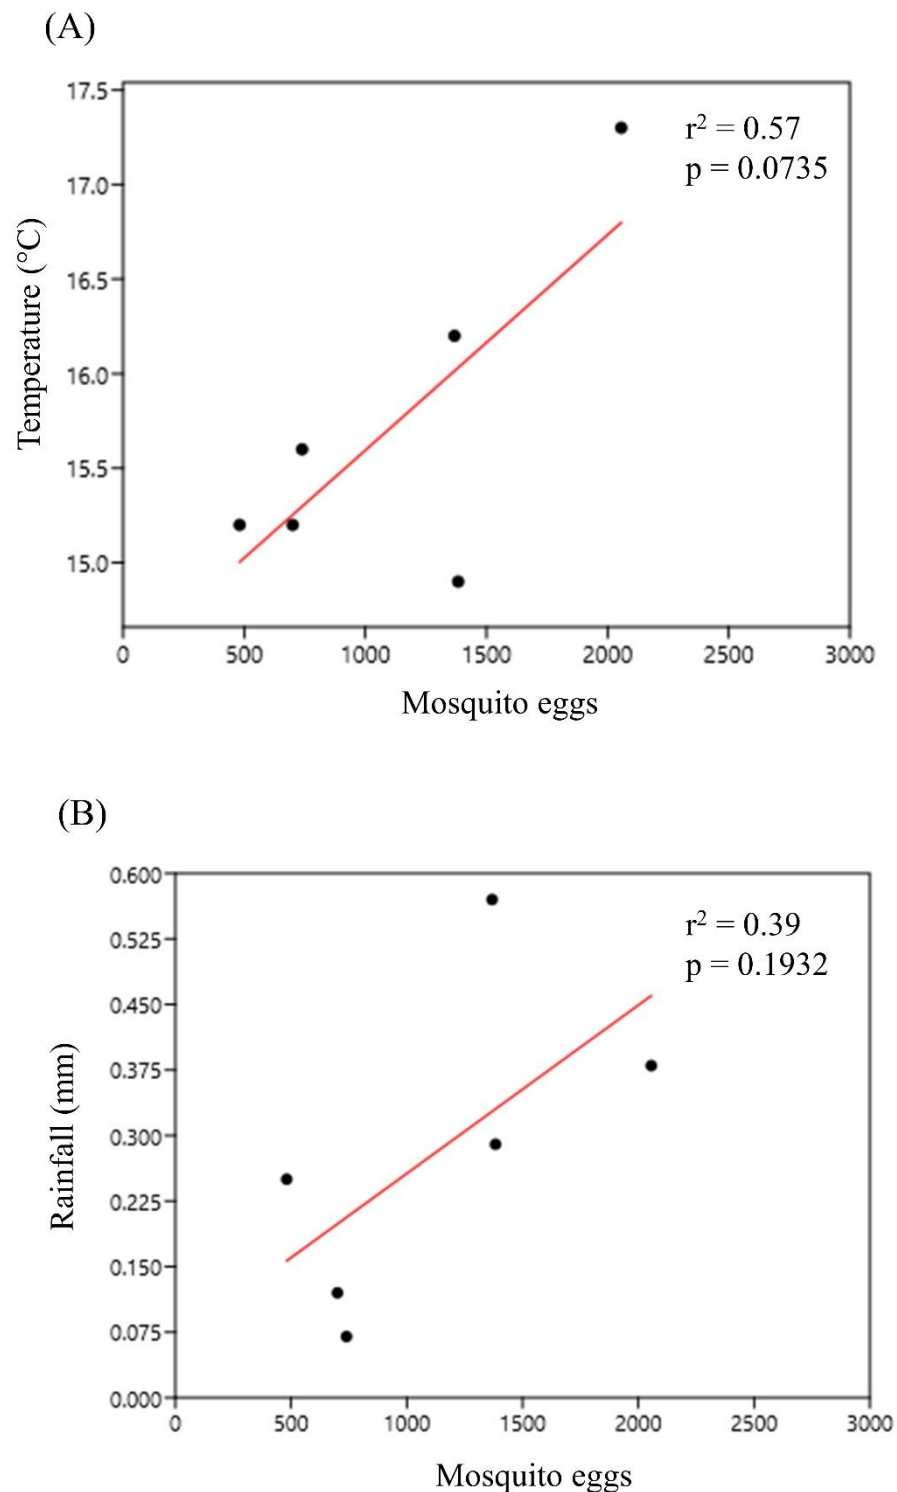 (A)
17.5
17.0
16.5
16.0
15.5
15.0
Temperature (°C)
r² = 0.57
p = 0.0735
0 500 1000 1500 2000 2500 3000
Mosquito eggs
(B)
0.600
0.525
0.450
0.375
0.300
0.225
0.150
0.075
0.000
Rainfall (mm)
r² = 0.39
p = 0.1932
0 500 1000 1500 2000 2500 3000
Mosquito eggs